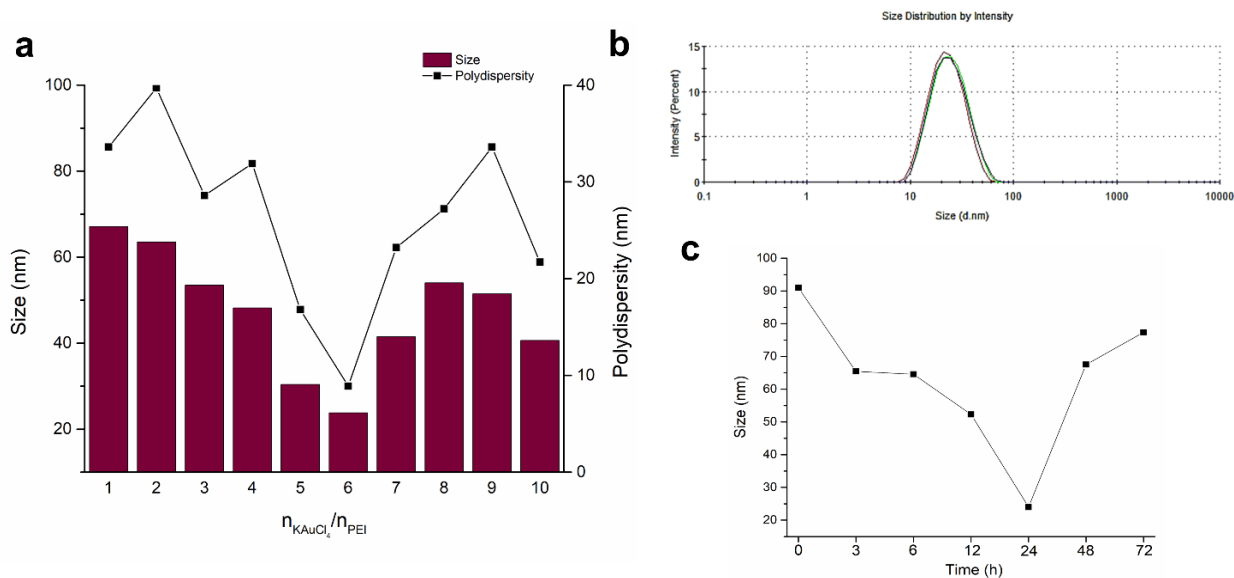 a
Size
Polydispersity
100
80
60
40
20
Size (nm)
40
30
20
10
0
Polydispersity (nm)
1 2 3 4 5 6 7 8 9 10
n_KAuCl₄/n_PEI
b
Size Distribution by Intensity
15
10
5
0
Intensity (Percent)
0.1 1 10 100 1000 10000
Size (d.nm)
c
100
90
80
70
60
50
40
30
20
Size (nm)
0 3 6 12 24 48 72
Time (h)